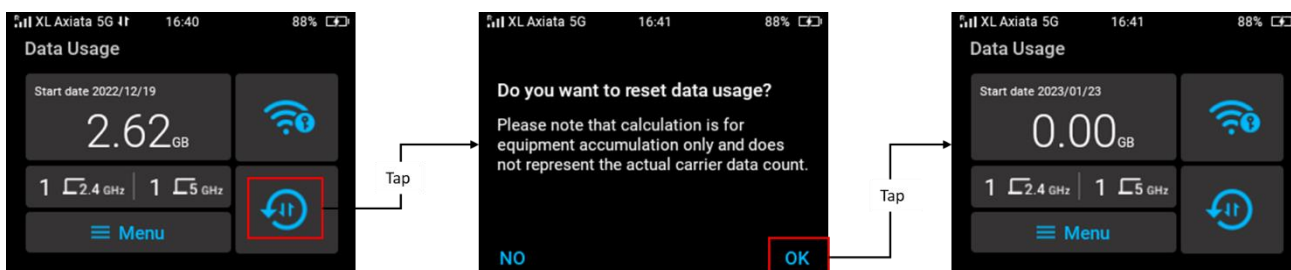 XL Axiata 5G 16:40 88%
Data Usage
Start date 2022/12/19
2.62 GB
1 2.4 GHz 1 5 GHz
Menu
Tap
XL Axiata 5G 16:41 88%
Do you want to reset data usage?
Please note that calculation is for
equipment accumulation only and does
not represent the actual carrier data count.
NO OK
Tap
XL Axiata 5G 16:41 88%
Data Usage
Start date 2023/01/23
0.00 GB
1 2.4 GHz 1 5 GHz
Menu